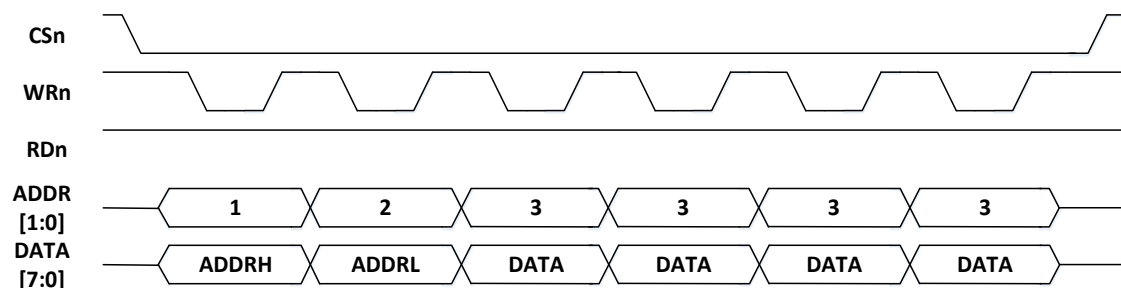 CSn
WRn
RDn
ADDR
[1:0]
1 2 3 3 3 3
DATA
[7:0]
ADDRH ADDRL DATA DATA DATA DATA